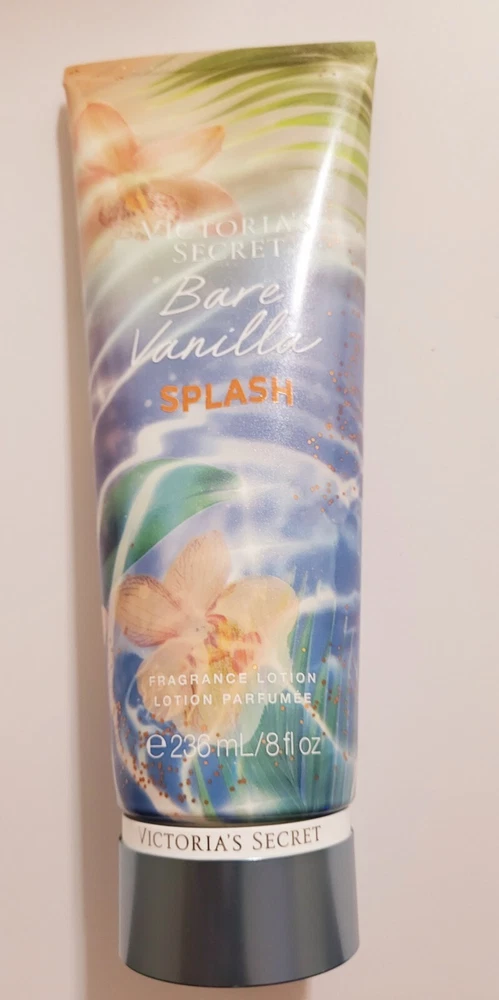 VICTORIA'S
SECRET
Bare
Vanilla
SPLASH
FRAGRANCE LOTION
LOTION PARFUMÉE
℮ 236 mL/8 fl oz
VICTORIA'S SECRET